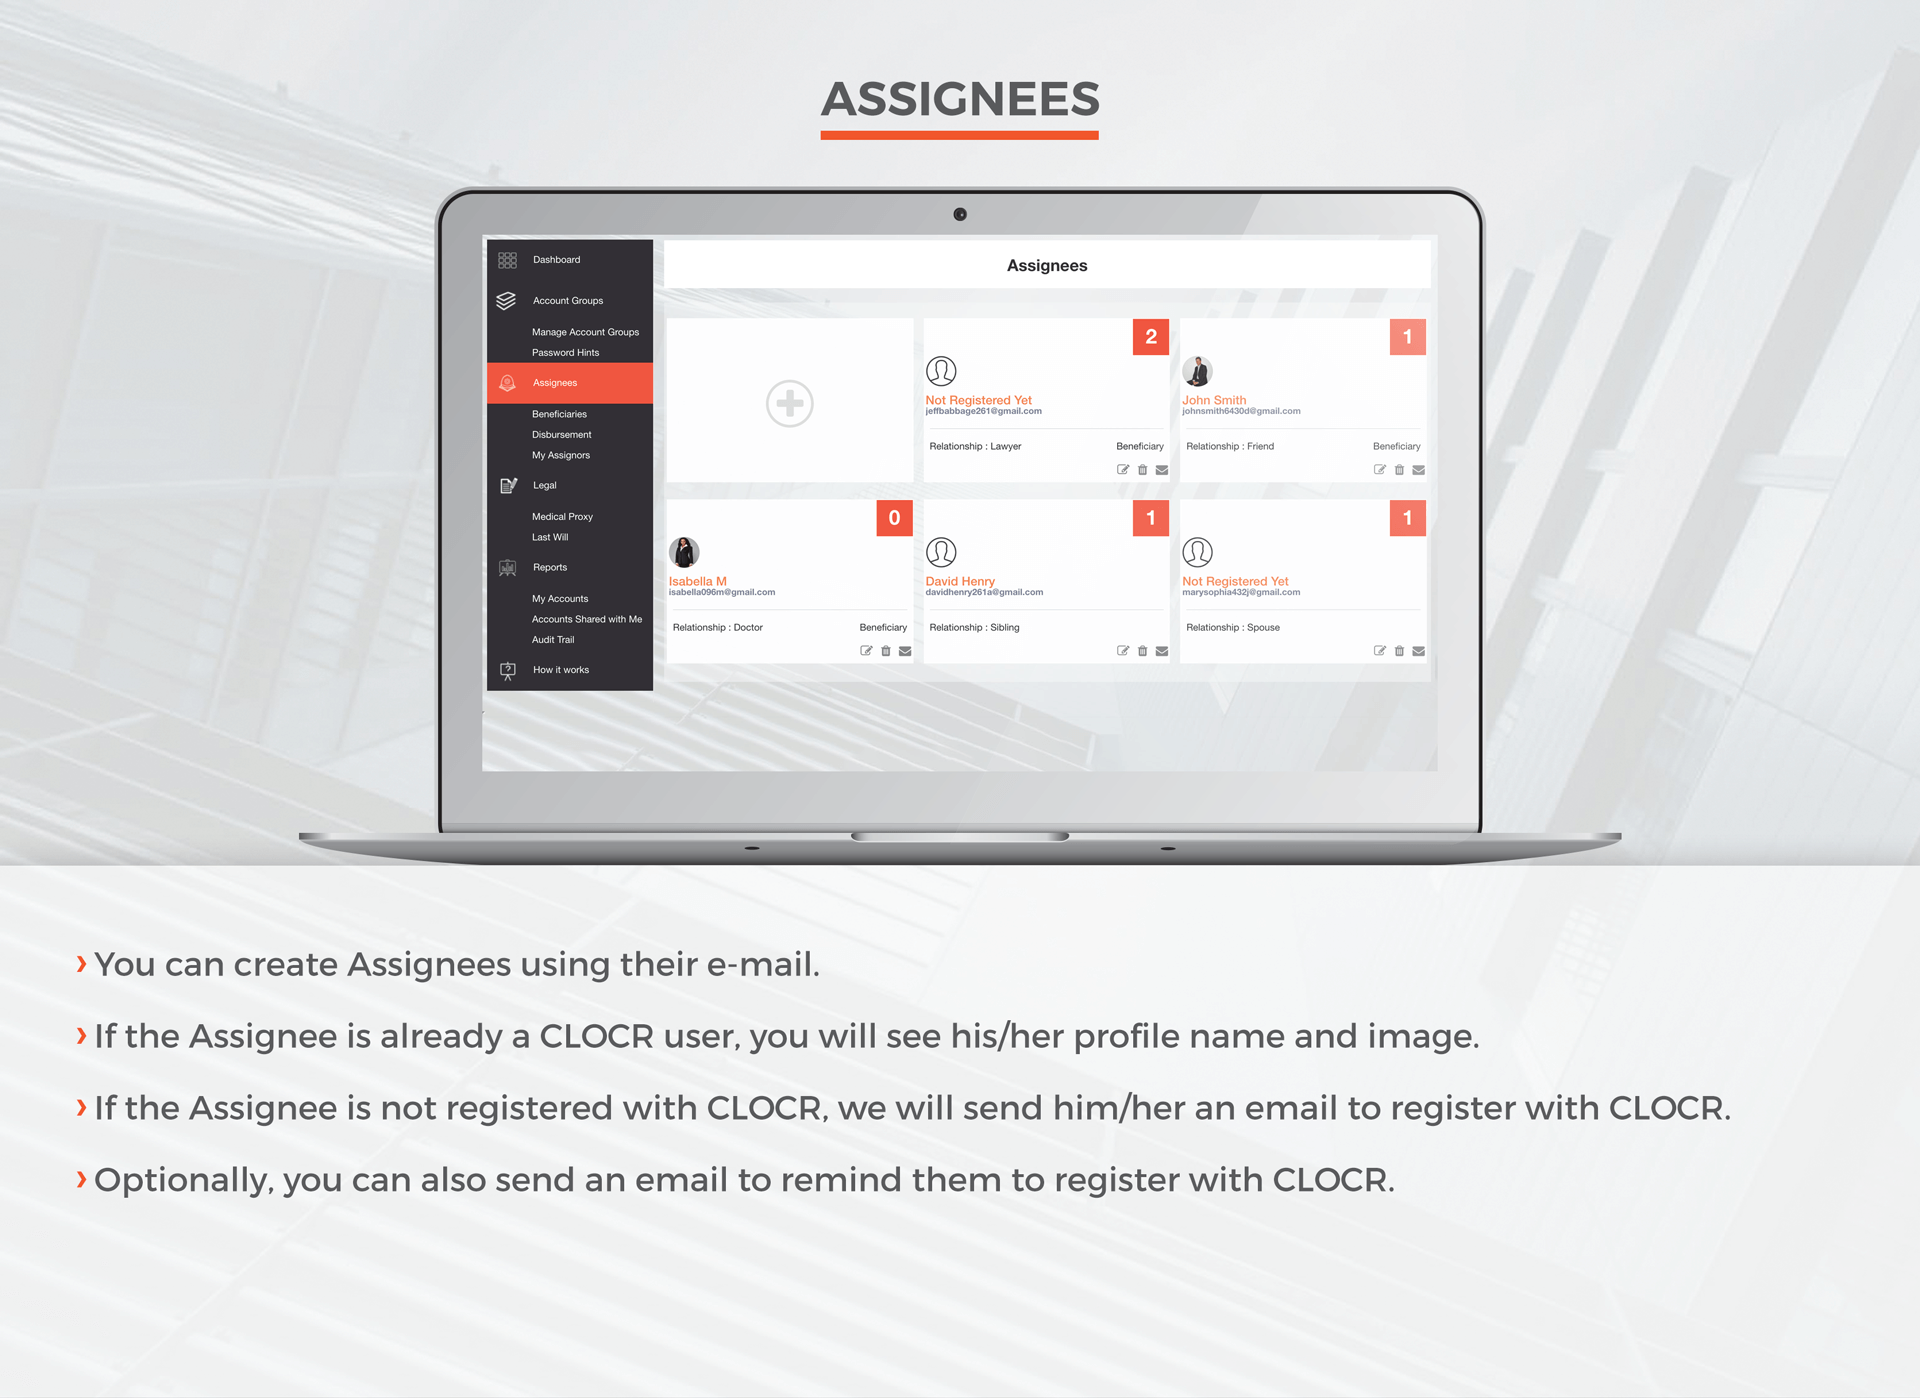 ASSIGNEES
Dashboard
Account Groups
Manage Account Groups
Password Hints
Assignees
Beneficiaries
Disbursement
My Assignors
Legal
Medical Proxy
Last Will
Reports
My Accounts
Accounts Shared with Me
Audit Trail
How it works
Assignees
2
Not Registered Yet
jeffbabbage261@gmail.com
Relationship : Lawyer Beneficiary
1
John Smith
johnsmith6430d@gmail.com
Relationship : Friend Beneficiary
0
Isabella M
isabella096m@gmail.com
Relationship : Doctor Beneficiary
1
David Henry
davidhenry261a@gmail.com
Relationship : Sibling
1
Not Registered Yet
marysophia432j@gmail.com
Relationship : Spouse
› You can create Assignees using their e-mail.
› If the Assignee is already a CLOCR user, you will see his/her profile name and image.
› If the Assignee is not registered with CLOCR, we will send him/her an email to register with CLOCR.
› Optionally, you can also send an email to remind them to register with CLOCR.